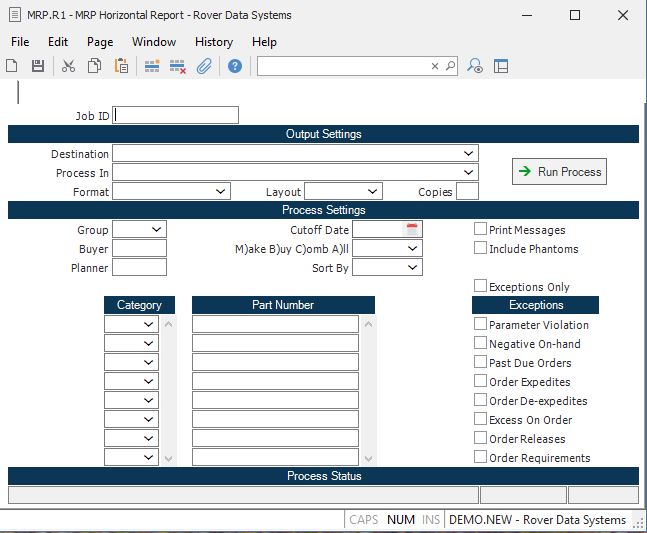 MRP.R1 - MRP Horizontal Report - Rover Data Systems
File Edit Page Window History Help
Job ID
Output Settings
Destination
Process In
Run Process
Format Layout Copies
Process Settings
Group Cutoff Date Print Messages
Buyer M)ake B)uy C)omb A)ll Include Phantoms
Planner Sort By
Exceptions Only
Category Part Number Exceptions
Parameter Violation
Negative On-hand
Past Due Orders
Order Expedites
Order De-expedites
Excess On Order
Order Releases
Order Requirements
Process Status
CAPS NUM INS DEMO.NEW - Rover Data Systems